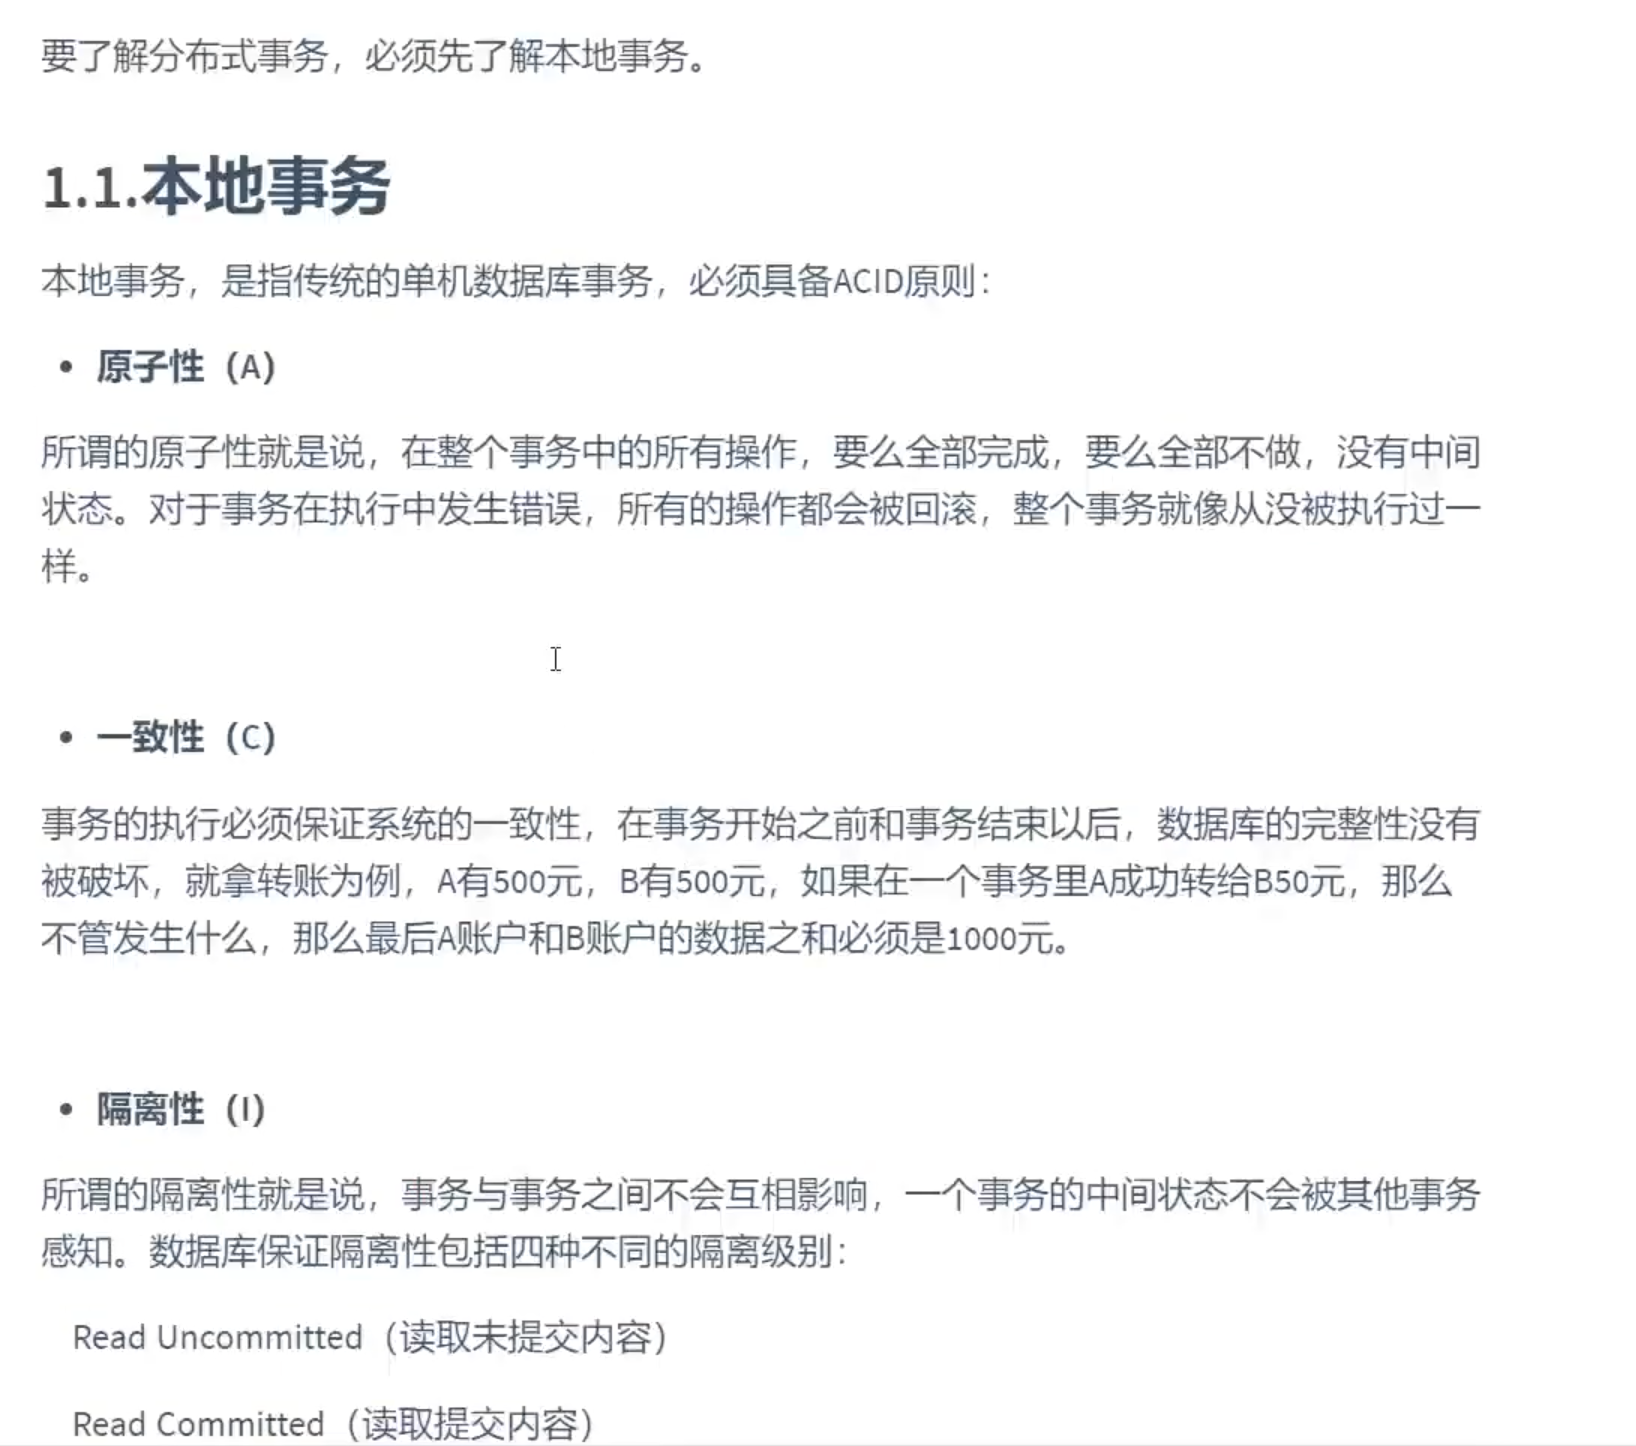 要了解分布式事务，必须先了解本地事务。
1.1.本地事务
本地事务，是指传统的单机数据库事务，必须具备ACID原则：
• 原子性（A）
所谓的原子性就是说，在整个事务中的所有操作，要么全部完成，要么全部不做，没有中间
状态。对于事务在执行中发生错误，所有的操作都会被回滚，整个事务就像从没被执行过一
样。
• 一致性（C）
事务的执行必须保证系统的一致性，在事务开始之前和事务结束以后，数据库的完整性没有
被破坏，就拿转账为例，A有500元，B有500元，如果在一个事务里A成功转给B50元，那么
不管发生什么，那么最后A账户和B账户的数据之和必须是1000元。
• 隔离性（I）
所谓的隔离性就是说，事务与事务之间不会互相影响，一个事务的中间状态不会被其他事务
感知。数据库保证隔离性包括四种不同的隔离级别：
Read Uncommitted（读取未提交内容）
Read Committed（读取提交内容）